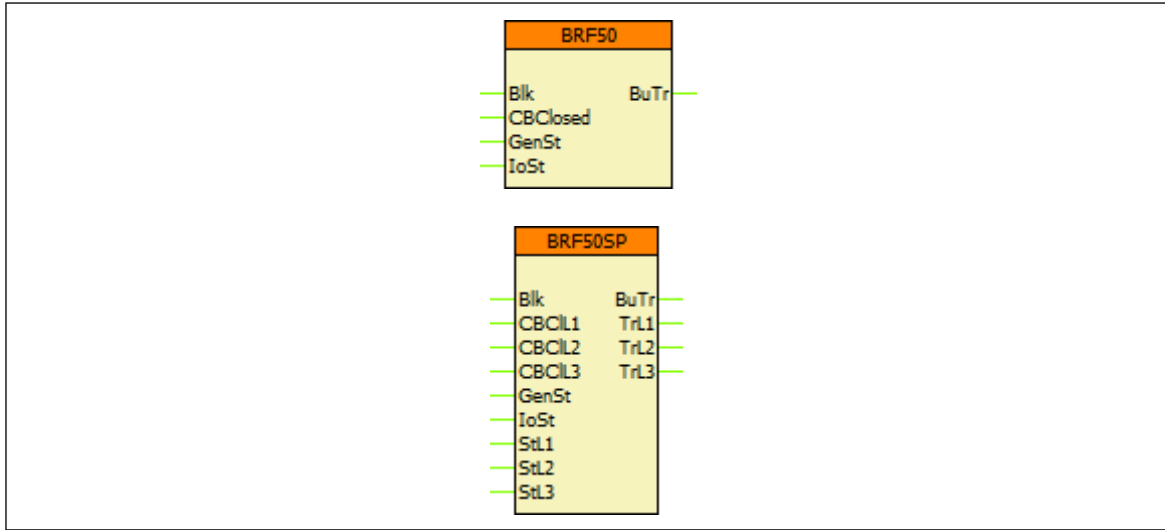 BRF50
Blk BuTr
CBClosed
GenSt
IoSt
BRF50SP
Blk BuTr
CBClL1 TrL1
CBClL2 TrL2
CBClL3 TrL3
GenSt
IoSt
StL1
StL2
StL3